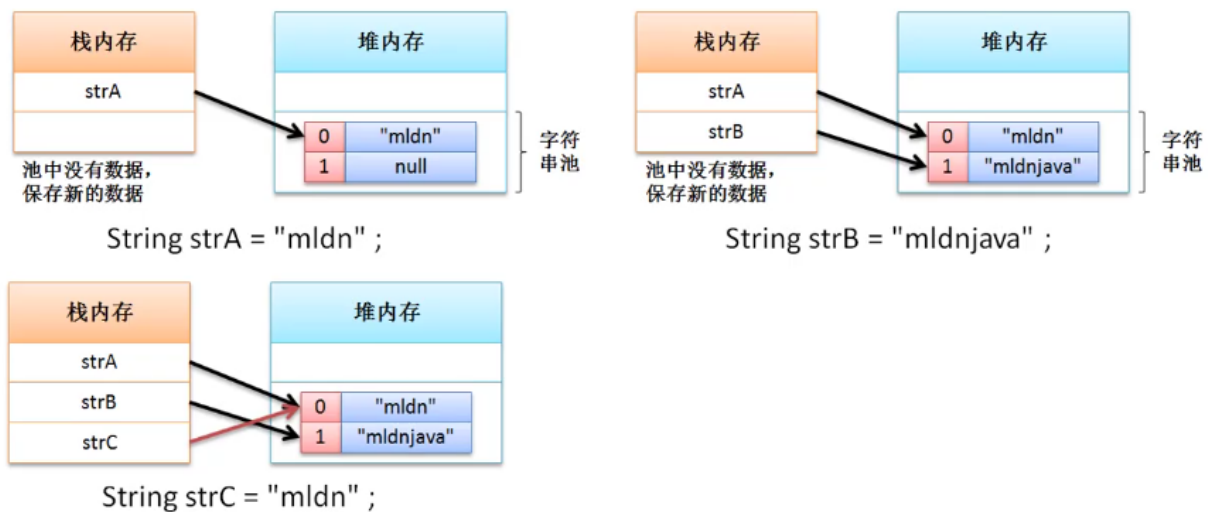 栈内存
strA
池中没有数据，
保存新的数据
堆内存
0 "mldn"
1 null
字符
串池
String strA = "mldn" ;
栈内存
strA
strB
池中没有数据，
保存新的数据
堆内存
0 "mldn"
1 "mldnjava"
字符
串池
String strB = "mldnjava" ;
栈内存
strA
strB
strC
堆内存
0 "mldn"
1 "mldnjava"
String strC = "mldn" ;